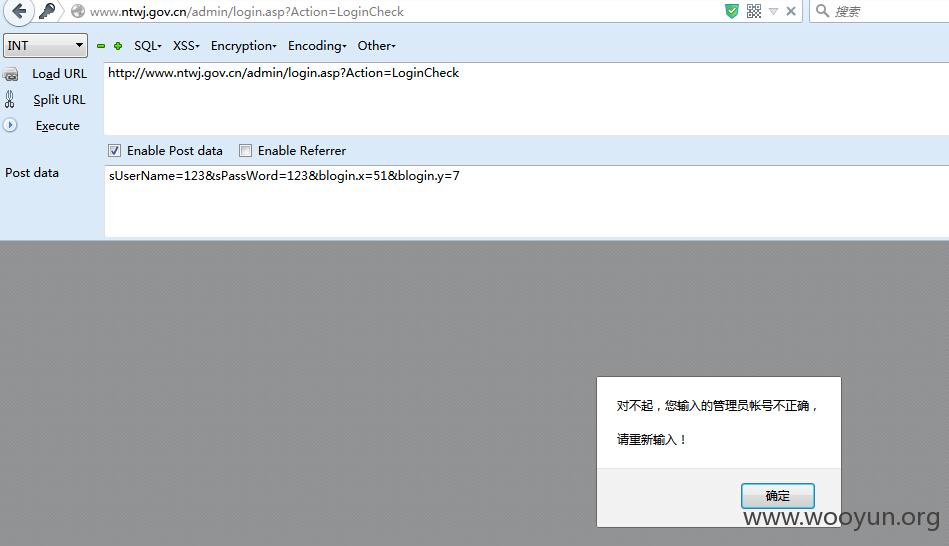 www.ntwj.gov.cn/admin/login.asp?Action=LoginCheck
搜索
INT
SQL
XSS
Encryption
Encoding
Other
Load URL
http://www.ntwj.gov.cn/admin/login.asp?Action=LoginCheck
Split URL
Execute
Enable Post data
Enable Referrer
Post data
sUserName=123&sPassWord=123&blogin.x=51&blogin.y=7
对不起，您输入的管理员帐号不正确，
请重新输入！
确定
www.wooyun.org